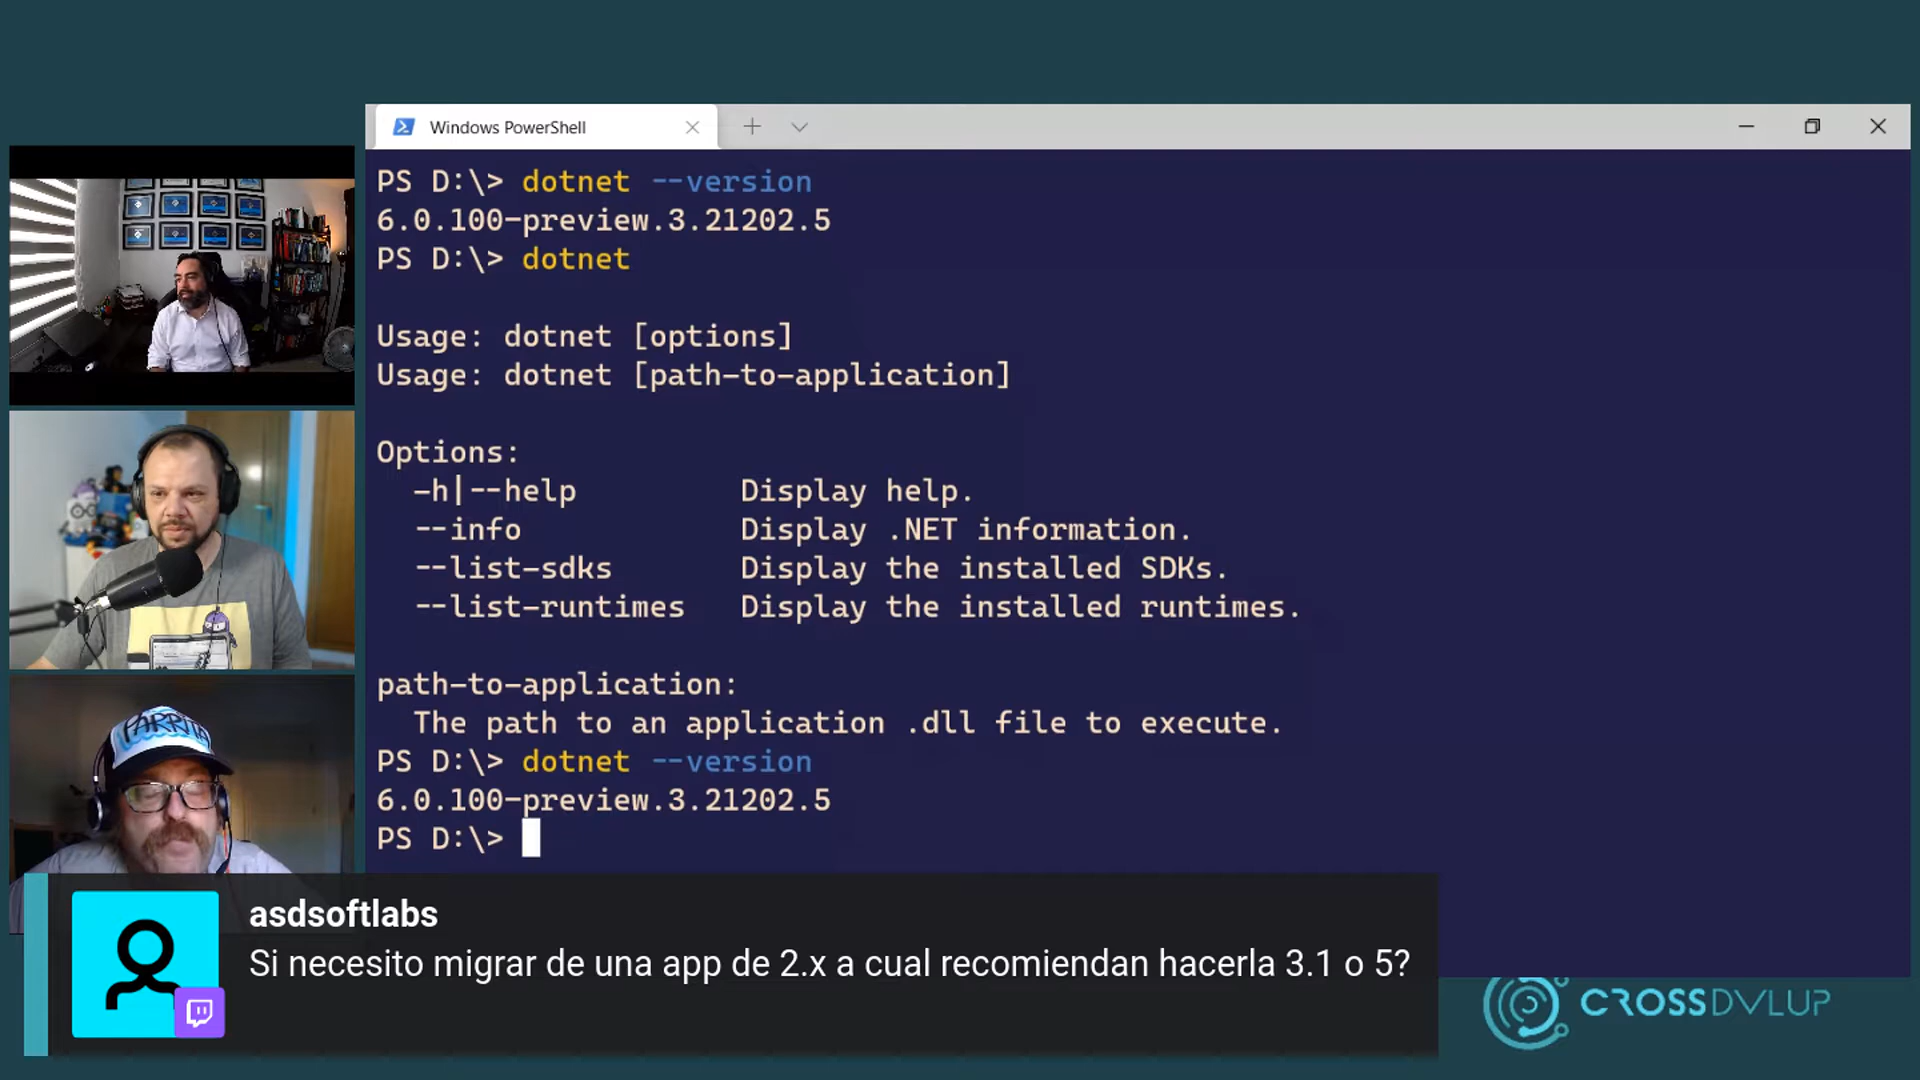 Windows PowerShell
PS D:\> dotnet --version
6.0.100-preview.3.21202.5
PS D:\> dotnet
Usage: dotnet [options]
Usage: dotnet [path-to-application]
Options:
-h|--help Display help.
--info Display .NET information.
--list-sdks Display the installed SDKs.
--list-runtimes Display the installed runtimes.
path-to-application:
The path to an application .dll file to execute.
PS D:\> dotnet --version
6.0.100-preview.3.21202.5
PS D:\>
asdsoftlabs
Si necesito migrar de una app de 2.x a cual recomiendan hacerla 3.1 o 5?
CROSSDVLUP